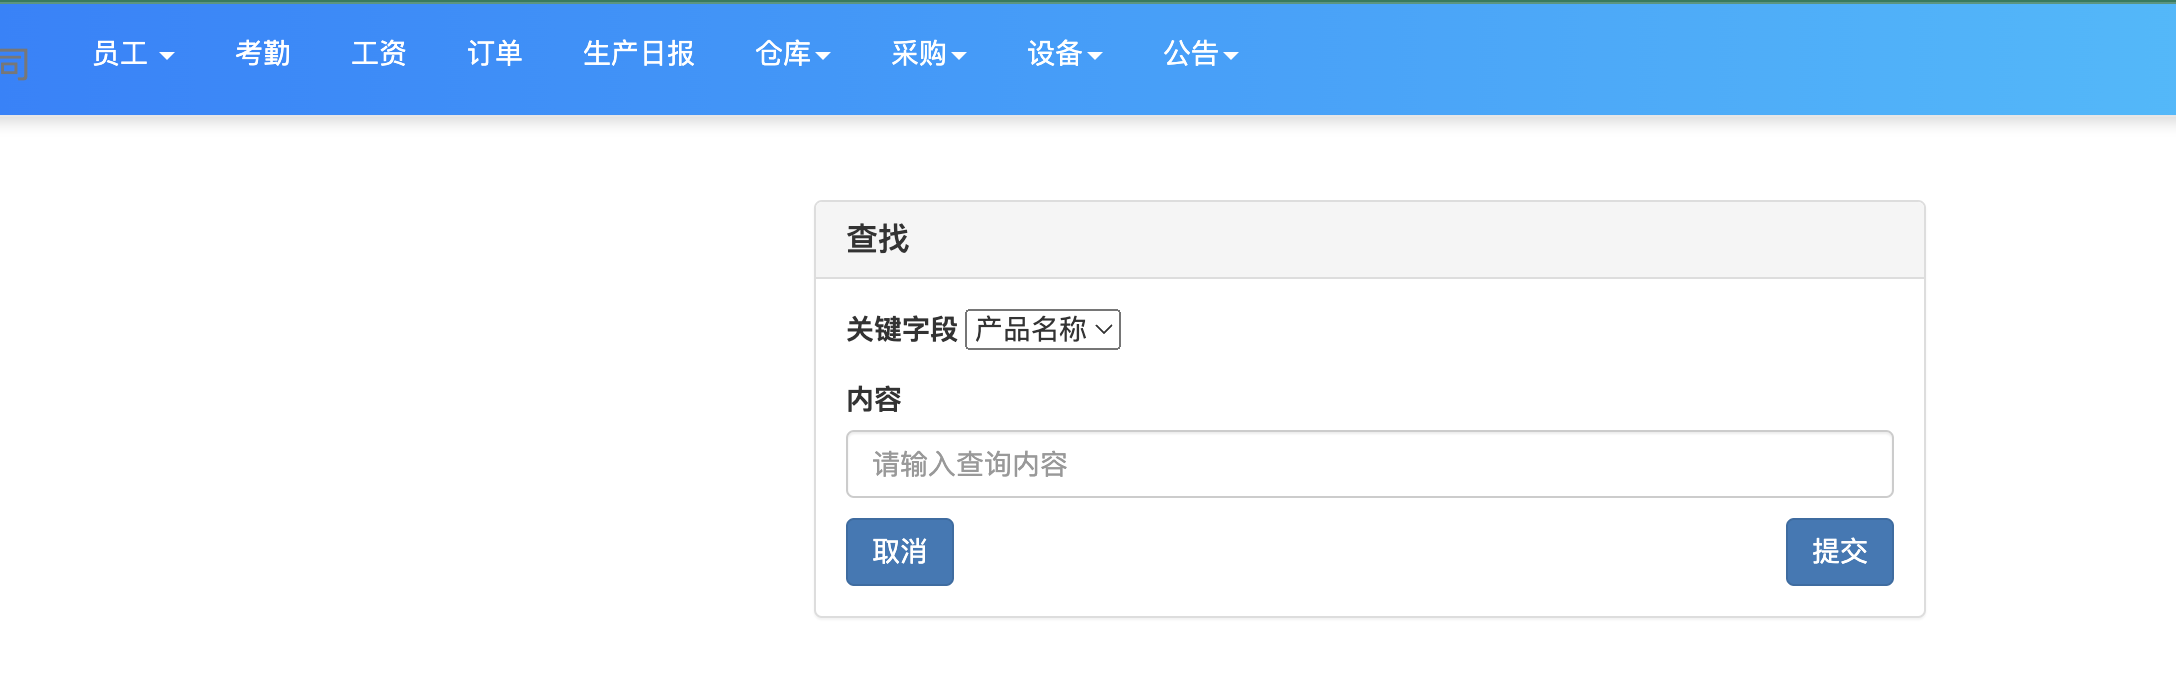 司 员工 考勤 工资 订单 生产日报 仓库 采购 设备 公告
查找
关键字段 产品名称
内容
请输入查询内容
取消 提交